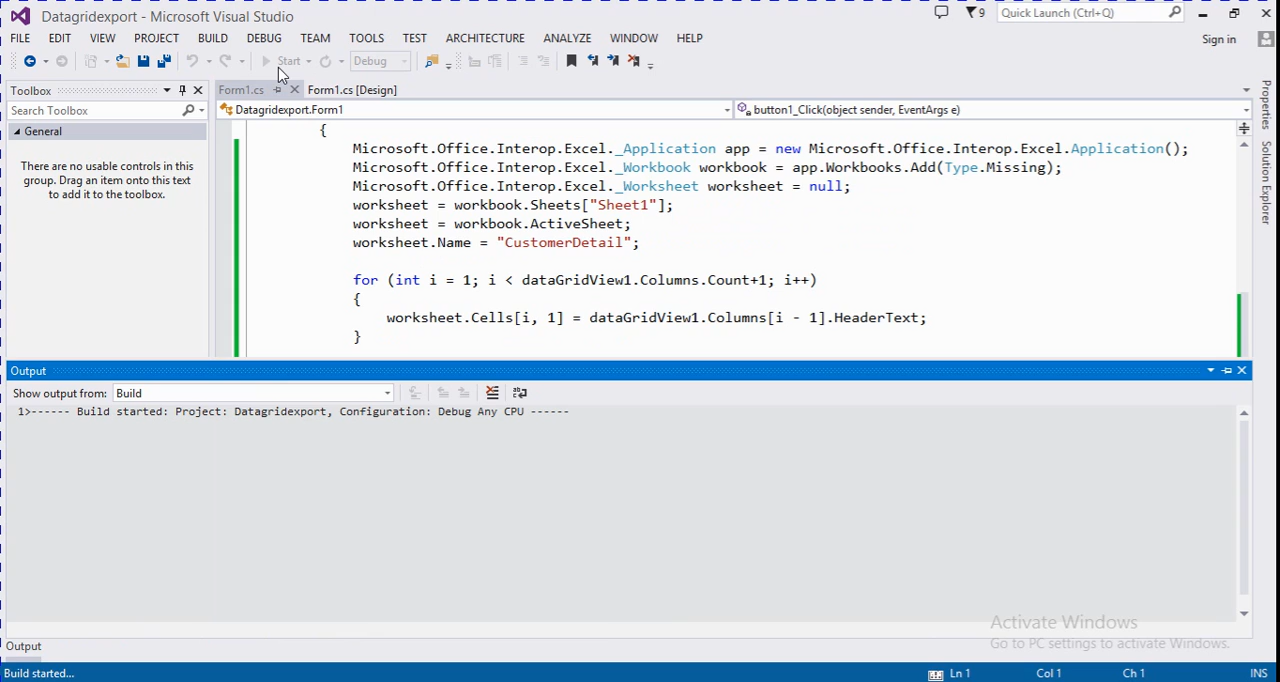 Datagridexport - Microsoft Visual Studio
9
Quick Launch (Ctrl+Q)
FILE EDIT VIEW PROJECT BUILD DEBUG TEAM TOOLS TEST ARCHITECTURE ANALYZE WINDOW HELP
Sign in
Start
Debug
Toolbox
Form1.cs
Form1.cs [Design]
Search Toolbox
Datagridexport.Form1
button1_Click(object sender, EventArgs e)
General
There are no usable controls in this
group. Drag an item onto this text
to add it to the toolbox.
{
Microsoft.Office.Interop.Excel._Application app = new Microsoft.Office.Interop.Excel.Application();
Microsoft.Office.Interop.Excel._Workbook workbook = app.Workbooks.Add(Type.Missing);
Microsoft.Office.Interop.Excel._Worksheet worksheet = null;
worksheet = workbook.Sheets["Sheet1"];
worksheet = workbook.ActiveSheet;
worksheet.Name = "CustomerDetail";
for (int i = 1; i < dataGridView1.Columns.Count+1; i++)
{
worksheet.Cells[i, 1] = dataGridView1.Columns[i - 1].HeaderText;
}
Properties
Solution Explorer
Output
Show output from: Build
1>------ Build started: Project: Datagridexport, Configuration: Debug Any CPU ------
Activate Windows
Go to PC settings to activate Windows.
Output
Build started...
Ln 1
Col 1
Ch 1
INS